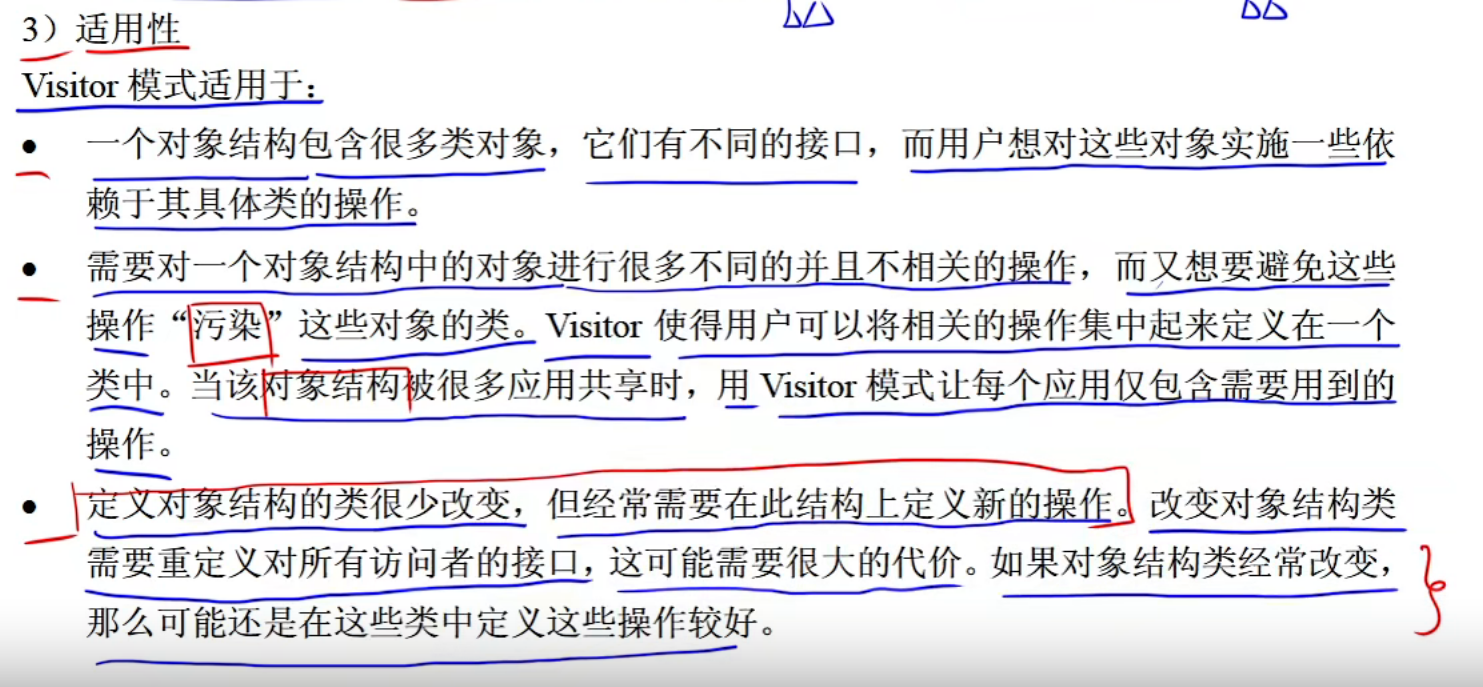 3）适用性
Visitor 模式适用于：
● 一个对象结构包含很多类对象，它们有不同的接口，而用户想对这些对象实施一些依
赖于其具体类的操作。
● 需要对一个对象结构中的对象进行很多不同的并且不相关的操作，而又想要避免这些
操作“污染”这些对象的类。Visitor 使得用户可以将相关的操作集中起来定义在一个
类中。当该对象结构被很多应用共享时，用 Visitor 模式让每个应用仅包含需要用到的
操作。
● 定义对象结构的类很少改变，但经常需要在此结构上定义新的操作。改变对象结构类
需要重定义对所有访问者的接口，这可能需要很大的代价。如果对象结构类经常改变，
那么可能还是在这些类中定义这些操作较好。